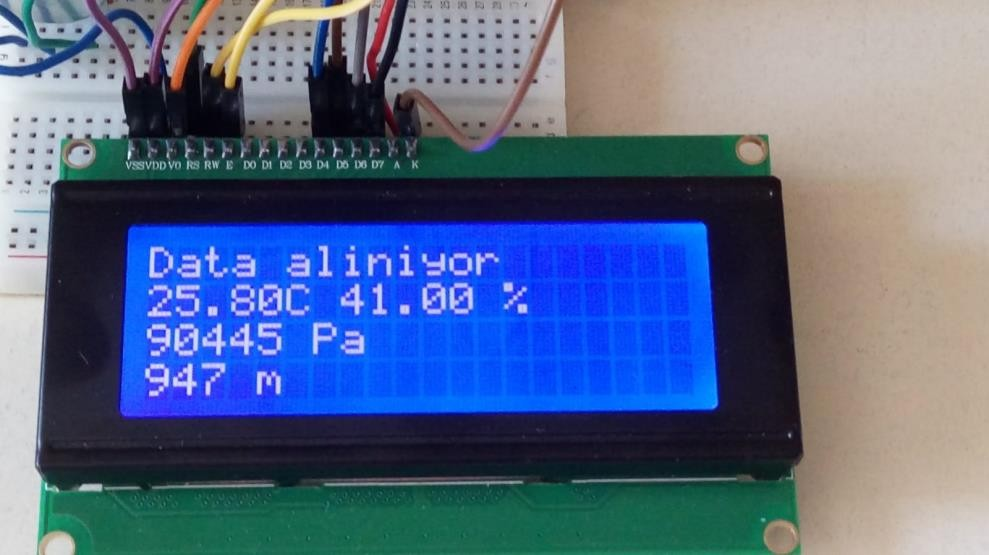 VSS VDD V0 RS RW E D0 D1 D2 D3 D4 D5 D6 D7 A K
Data aliniyor
25.80C 41.00 %
90445 Pa
947 m